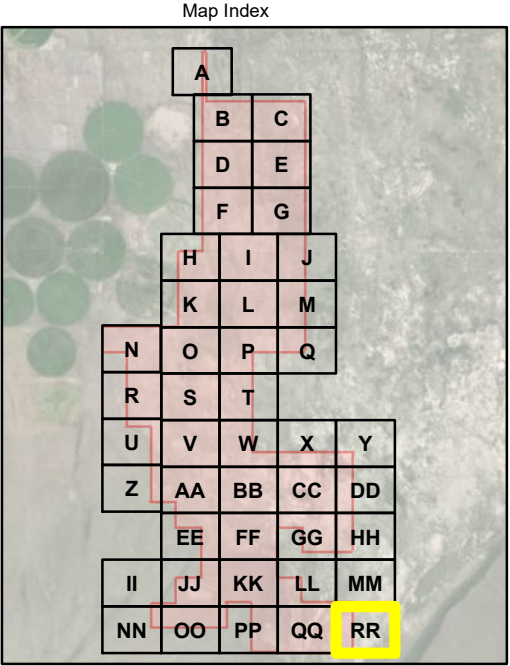 Map Index
A
B C
D E
F G
H I J
K L M
N O P Q
R S T
U V W X Y
Z AA BB CC DD
EE FF GG HH
II JJ KK LL MM
NN OO PP QQ RR